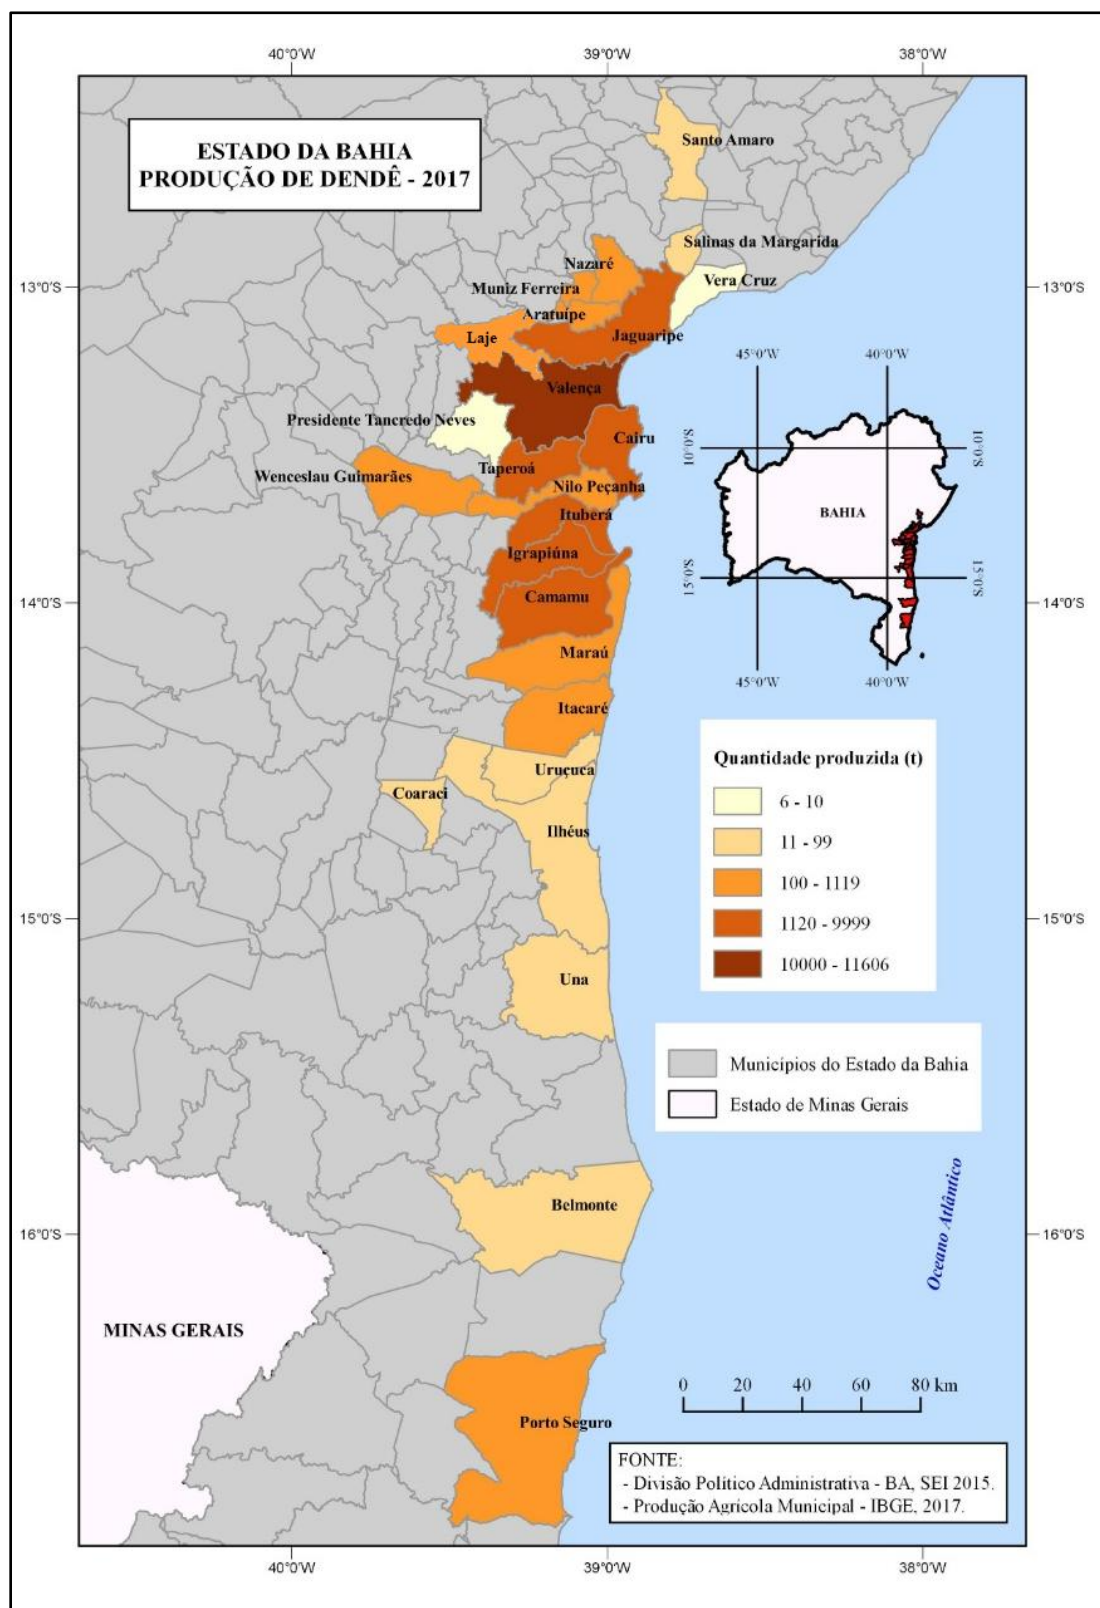 40°0'W 39°0'W 38°0'W
ESTADO DA BAHIA
PRODUÇÃO DE DENDÊ - 2017
Santo Amaro
Salinas da Margarida
Nazaré
Vera Cruz
Muniz Ferreira
13°0'S 13°0'S
Aratuípe
Laje
Jaguaripe
Valença
Presidente Tancredo Neves
Cairu
Taperoá
Wenceslau Guimarães
Nilo Peçanha
Ituberá
Igrapiúna
Camamu
14°0'S 14°0'S
Maraú
Itacaré
Uruçuca
Coaraci
Ilhéus
15°0'S 15°0'S
Una
Belmonte
16°0'S 16°0'S
MINAS GERAIS
Porto Seguro
45°0'W 40°0'W
10°0'S 10°0'S
BAHIA
15°0'S 15°0'S
45°0'W 40°0'W
Quantidade produzida (t)
6 - 10
11 - 99
100 - 1119
1120 - 9999
10000 - 11606
Municípios do Estado da Bahia
Estado de Minas Gerais
Oceano Atlântico
0 20 40 60 80 km
FONTE:
- Divisão Politico Administrativa - BA, SEI 2015.
- Produção Agrícola Municipal - IBGE, 2017.
40°0'W 39°0'W 38°0'W